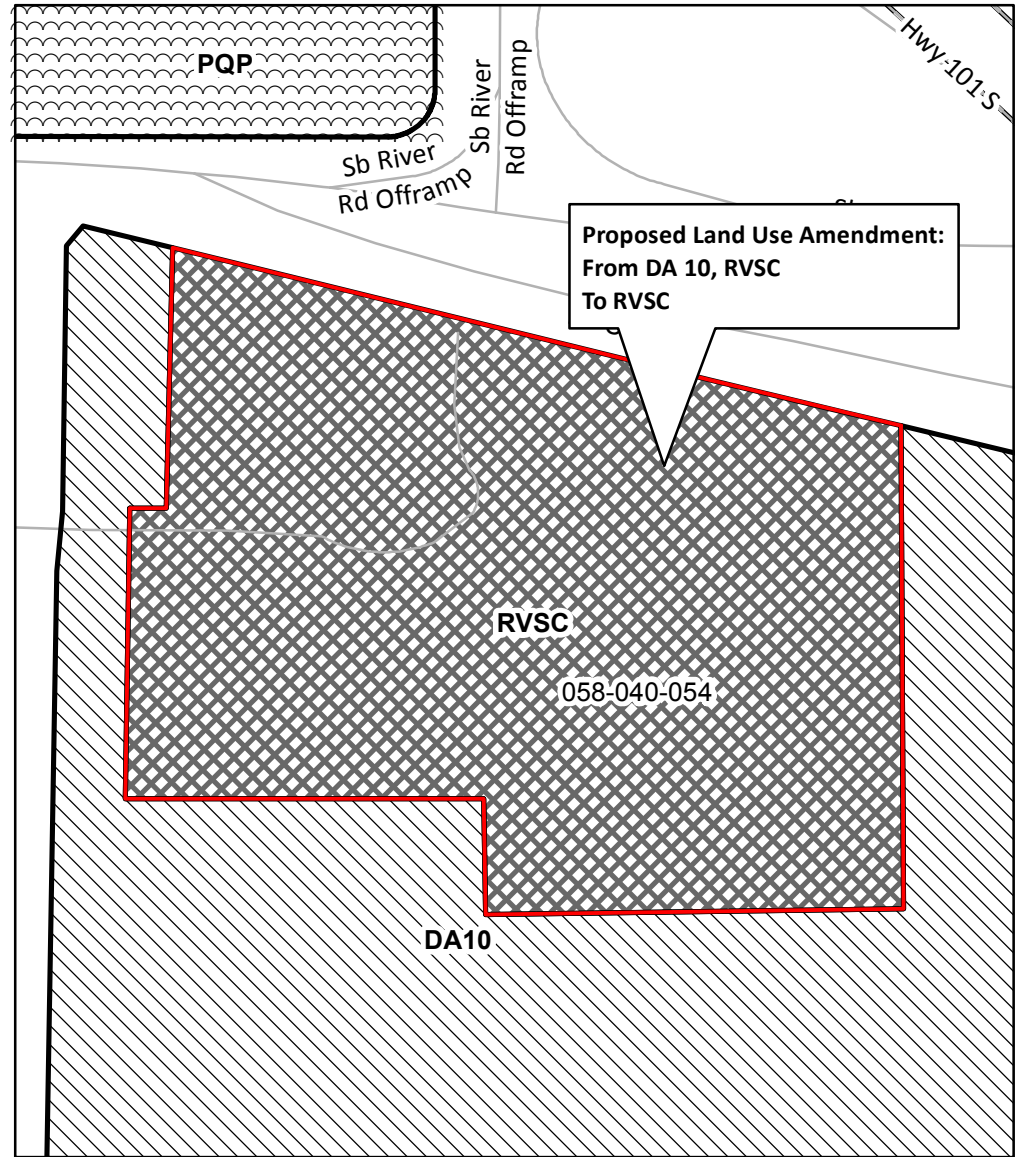 PQP
Hwy 101 S
Sb River
Rd Offramp
Sb River
Rd Offramp
Proposed Land Use Amendment:
From DA 10, RVSC
To RVSC
RVSC
058-040-054
DA10